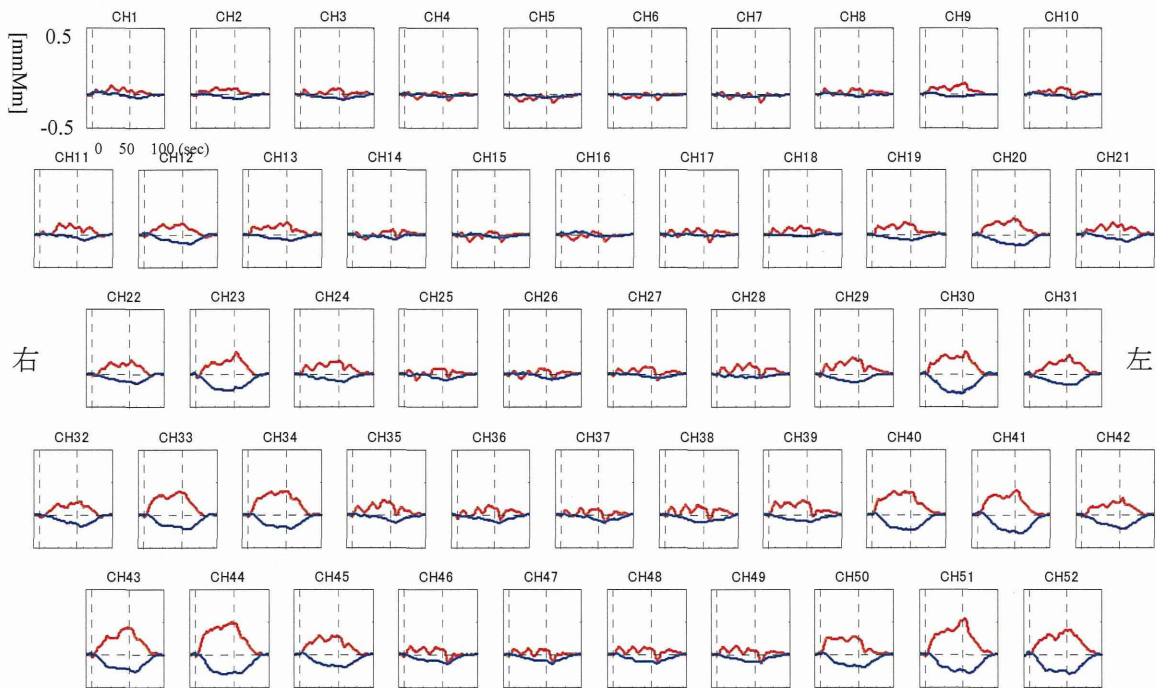 CH1 CH2 CH3 CH4 CH5 CH6 CH7 CH8 CH9 CH10
[mmMm]
0.5
-0.5
0 50 100 (sec)
CH11 CH12 CH13 CH14 CH15 CH16 CH17 CH18 CH19 CH20 CH21
CH22 CH23 CH24 CH25 CH26 CH27 CH28 CH29 CH30 CH31
右 左
CH32 CH33 CH34 CH35 CH36 CH37 CH38 CH39 CH40 CH41 CH42
CH43 CH44 CH45 CH46 CH47 CH48 CH49 CH50 CH51 CH52